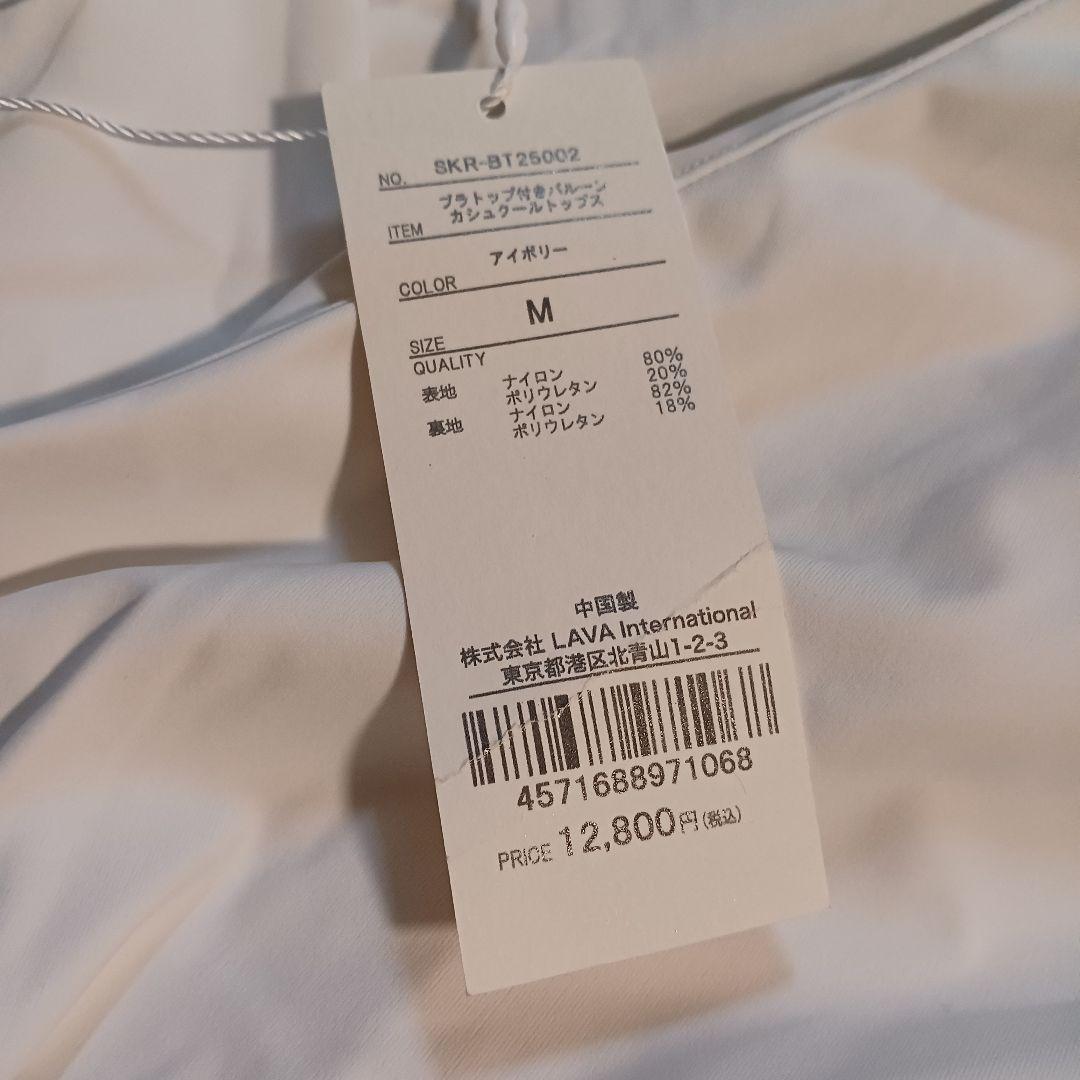 NO. SKR-BT25002
ブラトップ付きバルーン
カシュクールトップス
ITEM
アイボリー
COLOR
M
SIZE
QUALITY
表地 ナイロン 80%
ポリウレタン 20%
裏地 ナイロン 82%
ポリウレタン 18%
中国製
株式会社 LAVA International
東京都港区北青山1-2-3
4571688971068
PRICE 12,800円(税込)